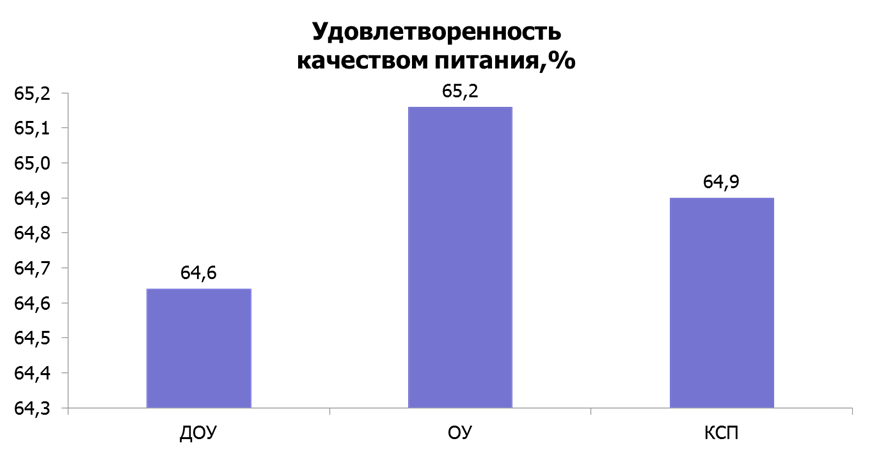 Удовлетворенность
качеством питания,%
65,2
65,1
65,0
64,9
64,8
64,7
64,6
64,5
64,4
64,3
64,6
65,2
64,9
ДОУ
ОУ
КСП